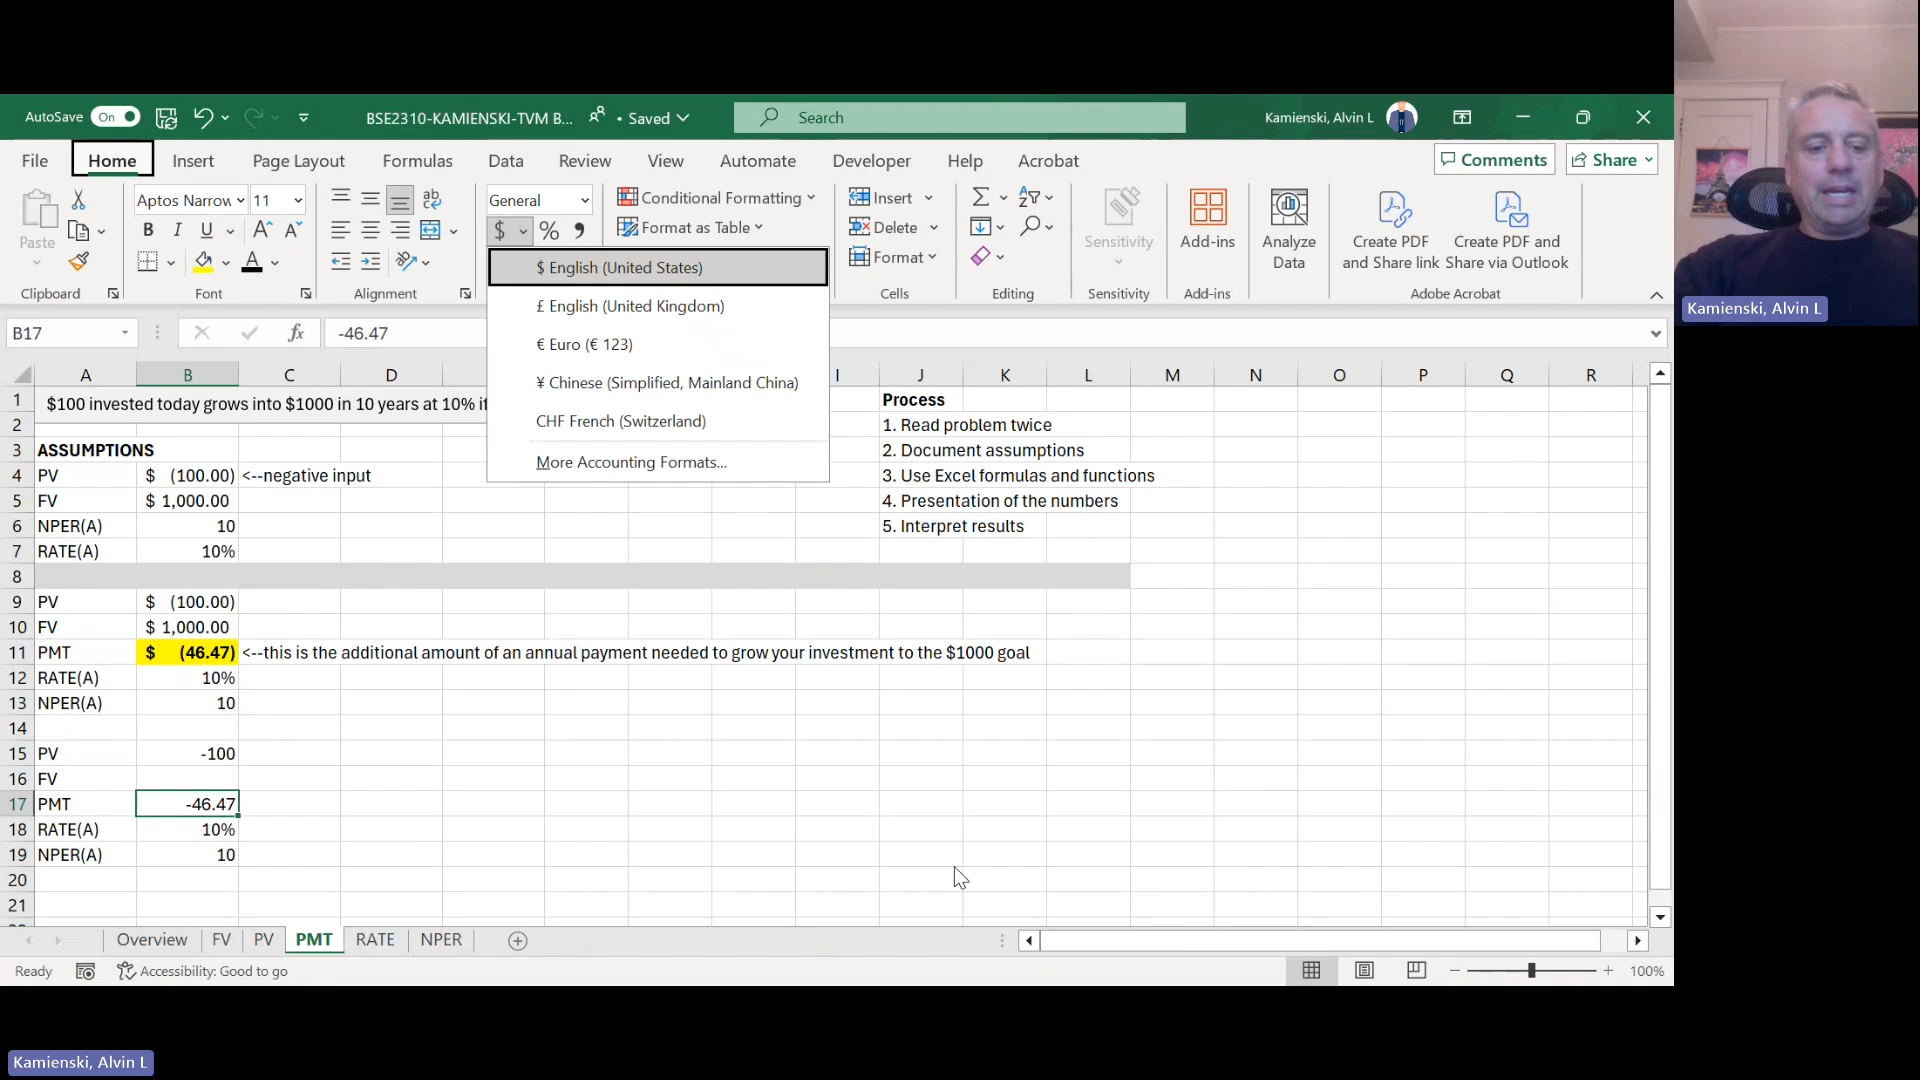 AutoSave On BSE2310-KAMIENSKI-TVM B... • Saved Search Kamienski, Alvin L
File Home Insert Page Layout Formulas Data Review View Automate Developer Help Acrobat Comments Share
Paste
Clipboard
Aptos Narrow 11
B I U A A
A
Font
ab
Alignment
General
$ % 9
Conditional Formatting
Format as Table
Insert
Delete
Format
Cells
Editing
Sensitivity
Sensitivity
Add-ins
Add-ins
Analyze
Data
Create PDF
and Share link
Create PDF and
Share via Outlook
Adobe Acrobat
$ English (United States)
£ English (United Kingdom)
€ Euro (€ 123)
¥ Chinese (Simplified, Mainland China)
CHF French (Switzerland)
More Accounting Formats...
B17 fx -46.47
A B C D I J K L M N O P Q R
1 $100 invested today grows into $1000 in 10 years at 10% if Process
2 1. Read problem twice
3 ASSUMPTIONS 2. Document assumptions
4 PV $ (100.00) <--negative input 3. Use Excel formulas and functions
5 FV $ 1,000.00 4. Presentation of the numbers
6 NPER(A) 10 5. Interpret results
7 RATE(A) 10%
8
9 PV $ (100.00)
10 FV $ 1,000.00
11 PMT $ (46.47) <--this is the additional amount of an annual payment needed to grow your investment to the $1000 goal
12 RATE(A) 10%
13 NPER(A) 10
14
15 PV -100
16 FV
17 PMT -46.47
18 RATE(A) 10%
19 NPER(A) 10
20
21
Overview FV PV PMT RATE NPER
Ready Accessibility: Good to go 100%
Kamienski, Alvin L
Kamienski, Alvin L